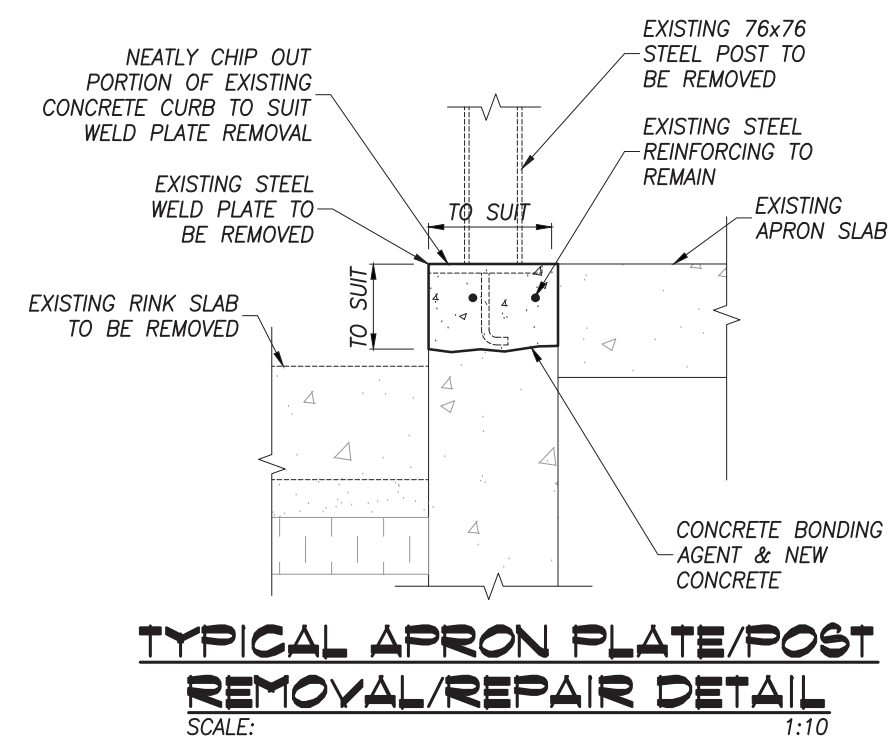 NEATLY CHIP OUT
PORTION OF EXISTING
CONCRETE CURB TO SUIT
WELD PLATE REMOVAL
EXISTING 76x76
STEEL POST TO
BE REMOVED
EXISTING STEEL
REINFORCING TO
REMAIN
EXISTING STEEL
WELD PLATE TO
BE REMOVED
TO SUIT
EXISTING
APRON SLAB
TO SUIT
EXISTING RINK SLAB
TO BE REMOVED
CONCRETE BONDING
AGENT & NEW
CONCRETE
TYPICAL APRON PLATE/POST
REMOVAL/REPAIR DETAIL
SCALE: 1:10